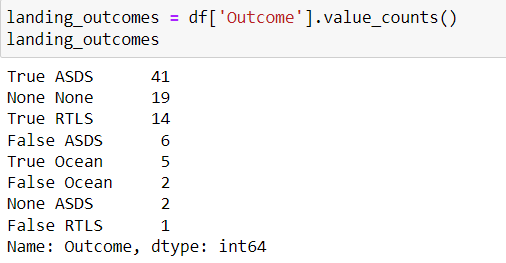 landing_outcomes = df['Outcome'].value_counts()
landing_outcomes
True ASDS      41
None None      19
True RTLS      14
False ASDS      6
True Ocean      5
False Ocean     2
None ASDS       2
False RTLS      1
Name: Outcome, dtype: int64